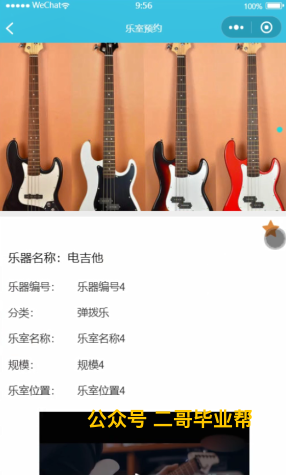 WeChat
9:56
100%
乐室预约
乐器名称：电吉他
乐器编号：乐器编号4
分类：弹拨乐
乐室名称：乐室名称4
规模：规模4
乐室位置：乐室位置4
公众号 二哥毕业帮